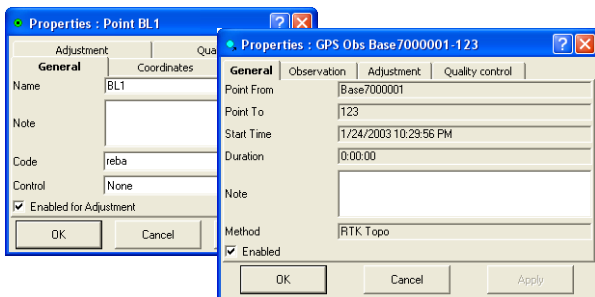 Properties : Point BL1
Adjustment
General
Coordinates
Name
BL1
Note
Code
reba
Control
None
Enabled for Adjustment
OK
Cancel
Properties : GPS Obs Base7000001-123
General Observation Adjustment Quality control
Point From
Base7000001
Point To
123
Start Time
1/24/2003 10:29:56 PM
Duration
0:00:00
Note
Method
RTK Topo
Enabled
OK
Cancel
Apply